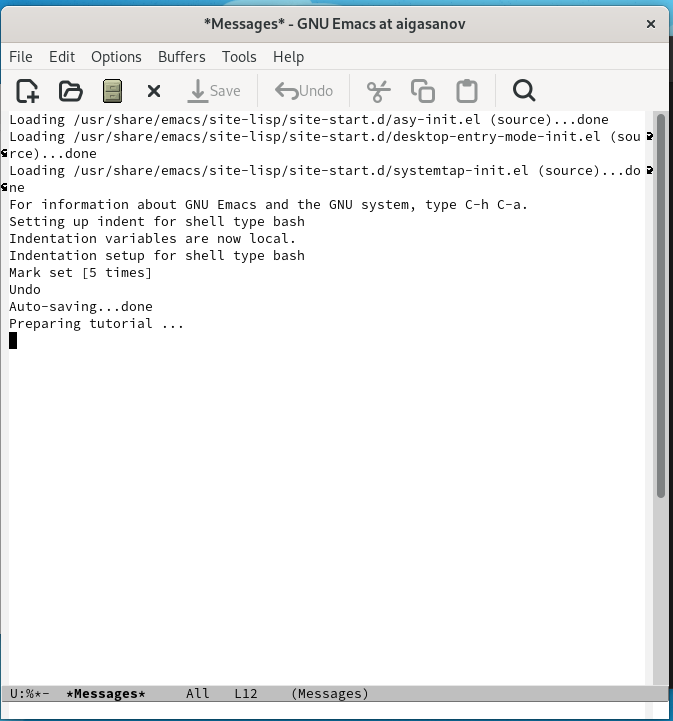 *Messages* - GNU Emacs at aigasanov
File Edit Options Buffers Tools Help
Save Undo
Loading /usr/share/emacs/site-lisp/site-start.d/asy-init.el (source)...done
Loading /usr/share/emacs/site-lisp/site-start.d/desktop-entry-mode-init.el (sou
rce)...done
Loading /usr/share/emacs/site-lisp/site-start.d/systemtap-init.el (source)...do
ne
For information about GNU Emacs and the GNU system, type C-h C-a.
Setting up indent for shell type bash
Indentation variables are now local.
Indentation setup for shell type bash
Mark set [5 times]
Undo
Auto-saving...done
Preparing tutorial ...
U:%*- *Messages* All L12 (Messages)